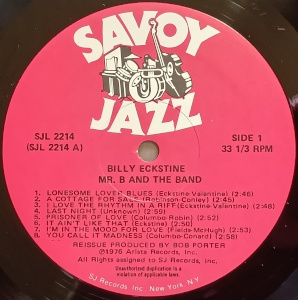 SAVOY
JAZZ
SJL 2214
(SJL 2214 A)
SIDE 1
33 1/3 RPM
BILLY ECKSTINE
MR. B AND THE BAND
1. LONESOME LOVER BLUES (Eckstine-Valentine) (2:46)
2. A COTTAGE FOR SALE (Robinson-Conley) (2:45)
3. I LOVE THE RHYTHM IN A RIFF (Eckstine-Valentine) (2:48)
4. LAST NIGHT (Unknown) (2:59)
5. PRISONER OF LOVE (Columbo-Robin) (2:52)
6. IT AIN'T LIKE THAT (Eckstine) (2:52)
7. I'M IN THE MOOD FOR LOVE (Fields-McHugh) (2:50)
8. YOU CALL IT MADNESS (Columbo-Conard) (2:58)
REISSUE PRODUCED BY BOB PORTER
℗1976 Arista Records, Inc.
All Rights assigned to SJ Records, Inc.
Unauthorized duplication is a
violation of applicable laws
SJ Records Inc. New York N.Y.